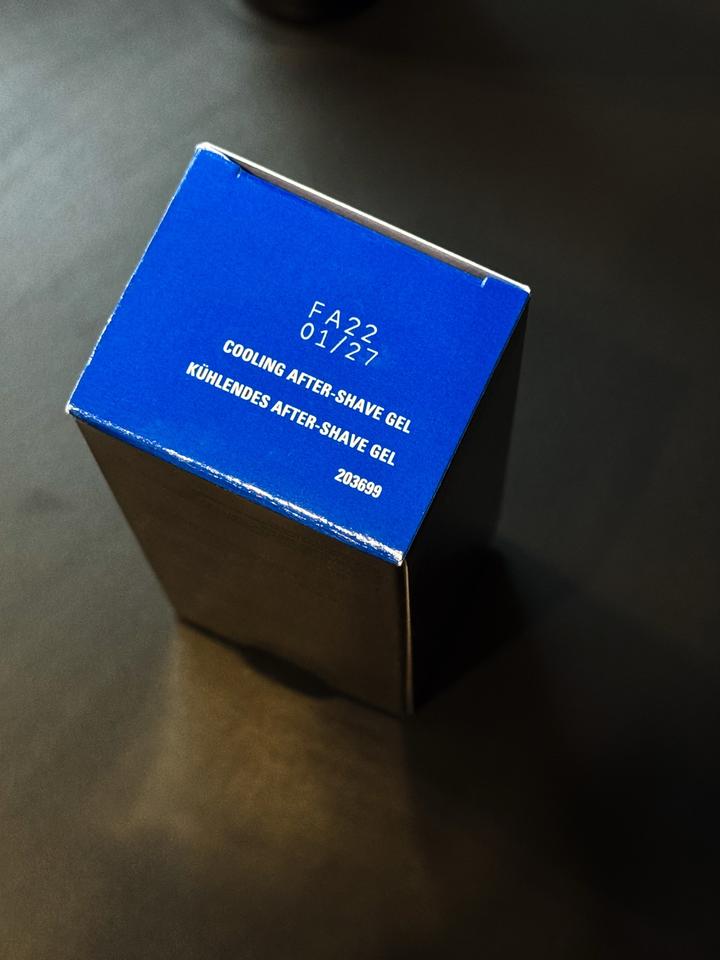 FA22
01/27
COOLING AFTER-SHAVE GEL
KÜHLENDES AFTER-SHAVE GEL
203699